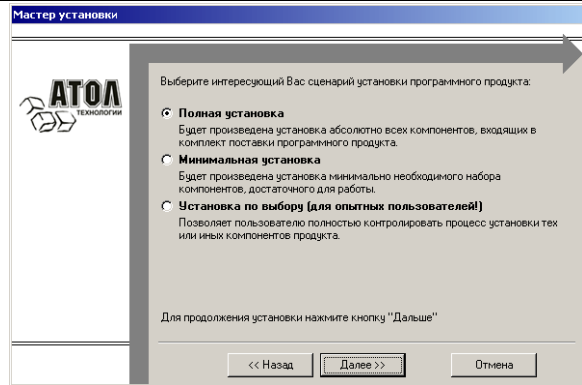 Мастер установки
АТОЛ
ТЕХНОЛОГИИ
Выберите интересующий Вас сценарий установки программного продукта:
Полная установка
Будет произведена установка абсолютно всех компонентов, входящих в
комплект поставки программного продукта.
Минимальная установка
Будет произведена установка минимально необходимого набора
компонентов, достаточного для работы.
Установка по выбору (для опытных пользователей!)
Позволяет пользователю полностью контролировать процесс установки тех
или иных компонентов продукта.
Для продолжения установки нажмите кнопку "Дальше"
<< Назад Далее >> Отмена